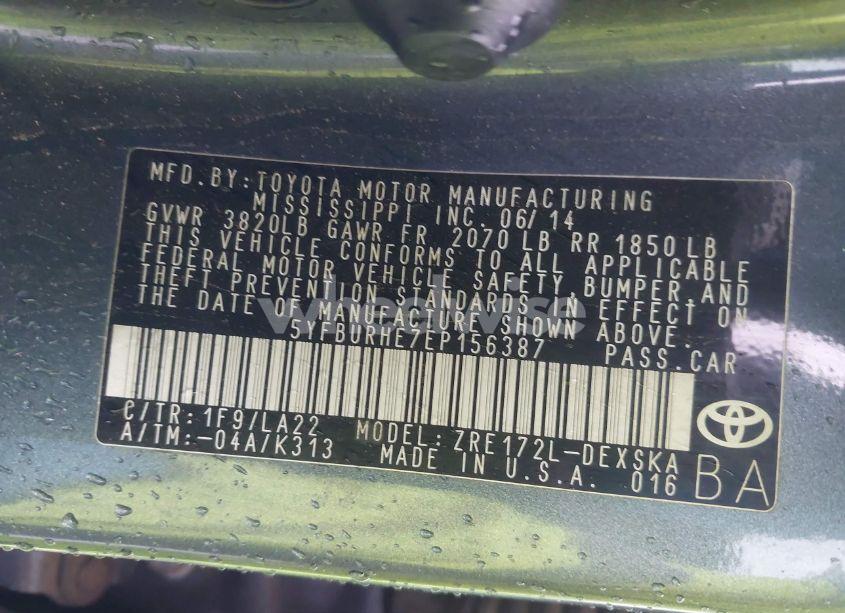 MFD.BY:TOYOTA MOTOR MANUFACTURING
MISSISSIPPI INC. 06/14
GVWR 3820LB GAWR FR 2070 LB RR 1850 LB
THIS VEHICLE CONFORMS TO ALL APPLICABLE
FEDERAL MOTOR VEHICLE SAFETY, BUMPER, AND
THEFT PREVENTION STANDARDS IN EFFECT ON
THE DATE OF MANUFACTURE SHOWN ABOVE.
5YFBURHE7EP156387 PASS.CAR
C/TR:1F9/LA22 MODEL:ZRE172L-DEXSKA
A/TM:-04A/K313 MADE IN U.S.A. 016
BA